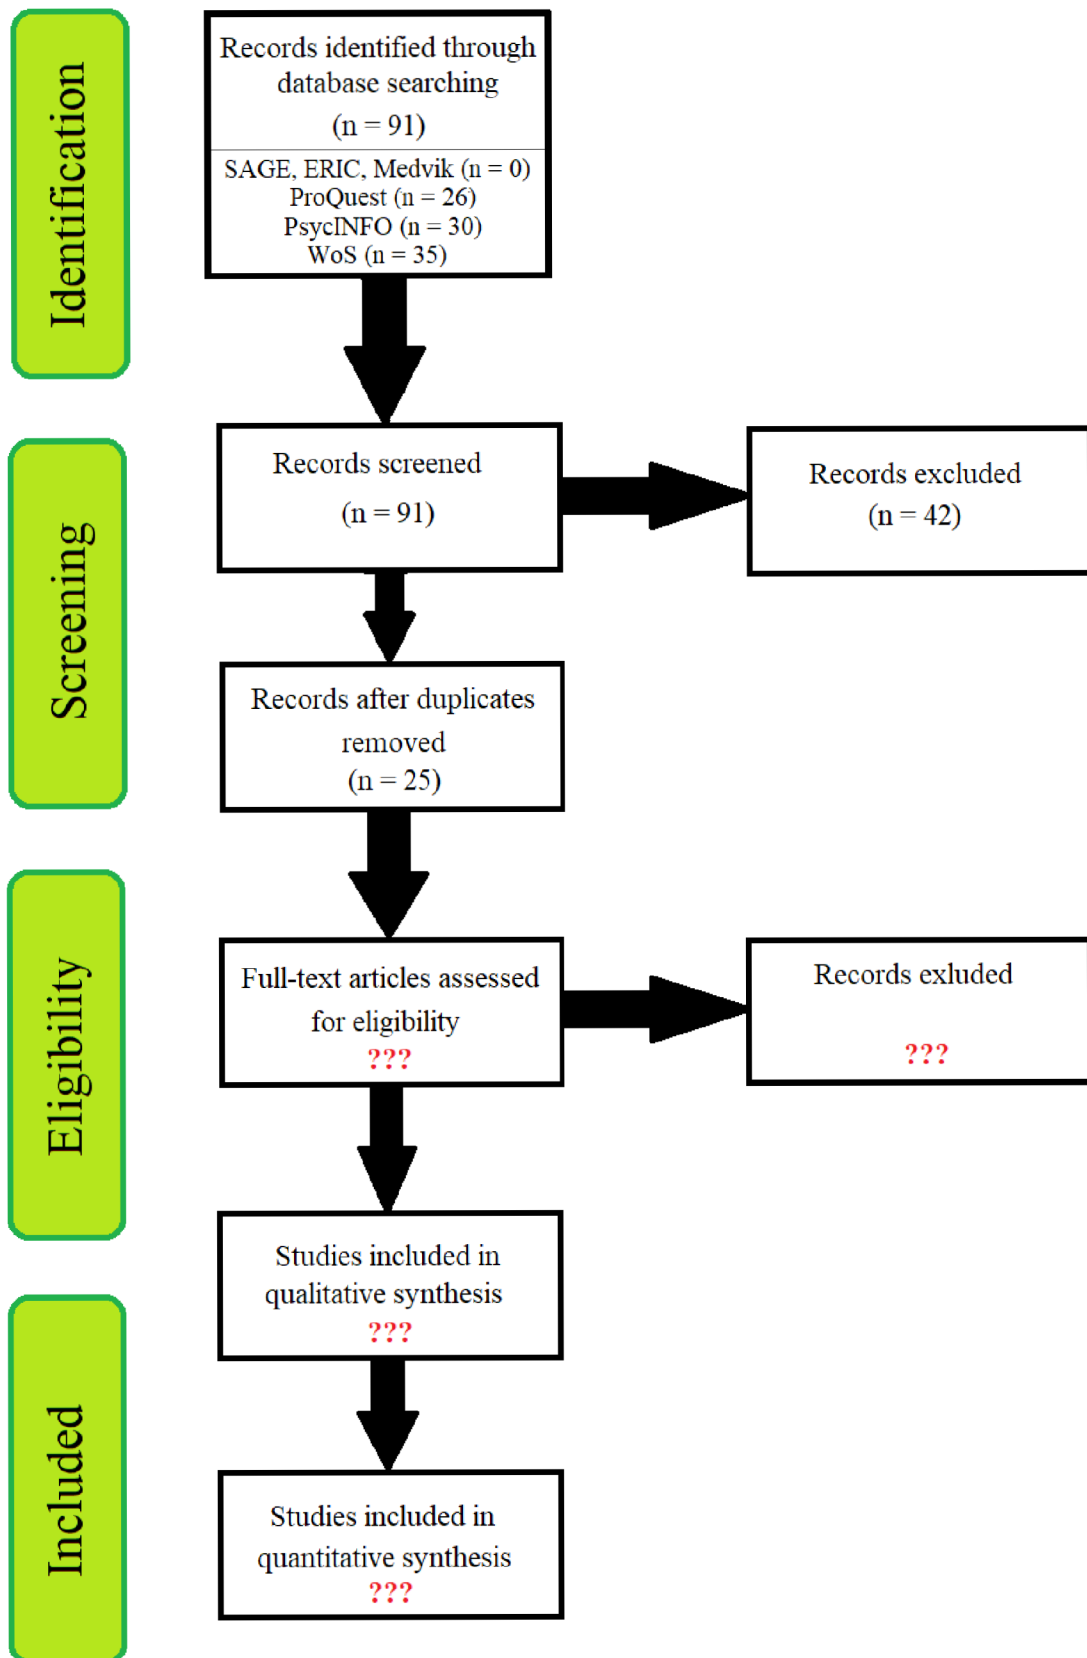 Identification
Records identified through
database searching
(n = 91)
SAGE, ERIC, Medvik (n = 0)
ProQuest (n = 26)
PsycINFO (n = 30)
WoS (n = 35)
Screening
Records screened
(n = 91)
Records excluded
(n = 42)
Records after duplicates
removed
(n = 25)
Eligibility
Full-text articles assessed
for eligibility
???
Records exluded
???
Studies included in
qualitative synthesis
???
Included
Studies included in
quantitative synthesis
???